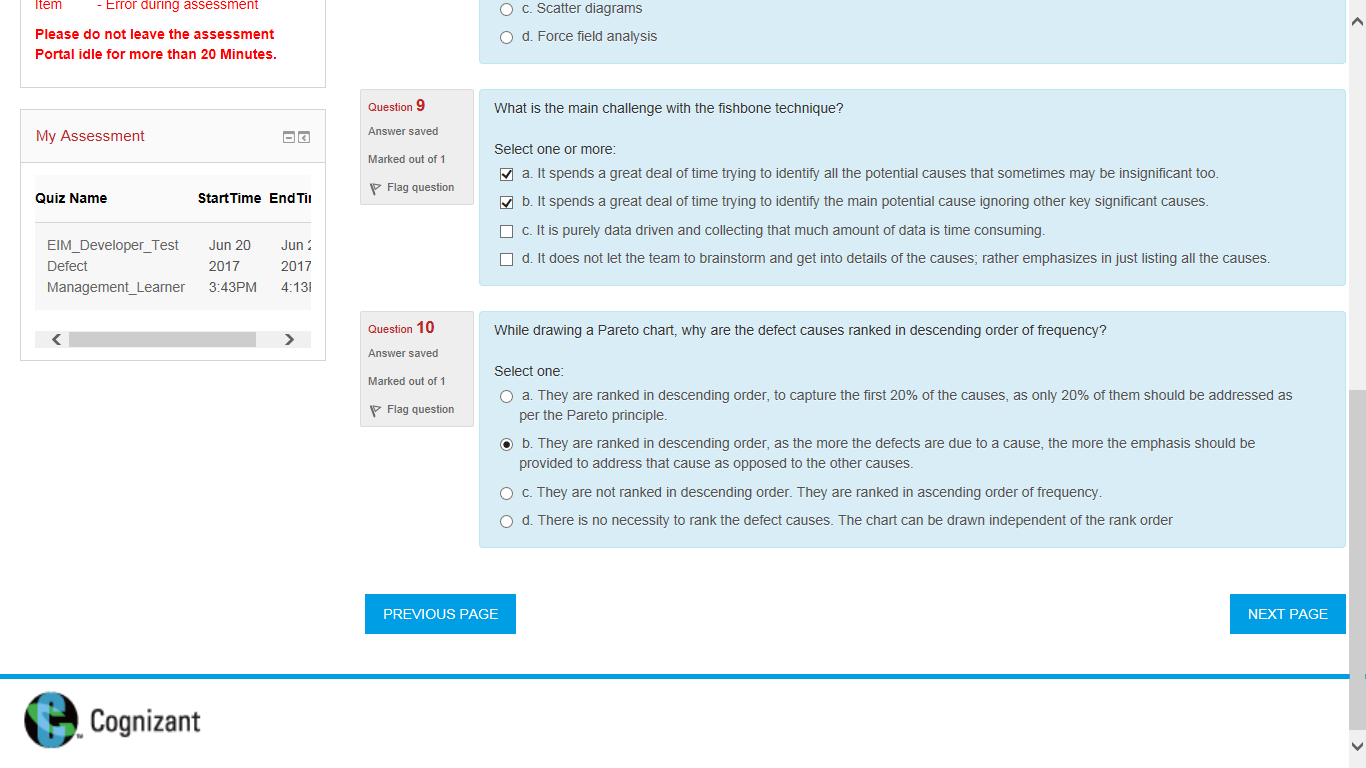 Item - Error during assessment
Please do not leave the assessment
Portal idle for more than 20 Minutes.
My Assessment
Quiz Name StartTime EndTi
EIM_Developer_Test Jun 20 Jun 2
Defect 2017 2017
Management_Learner 3:43PM 4:13
c. Scatter diagrams
d. Force field analysis
Question 9
Answer saved
Marked out of 1
Flag question
What is the main challenge with the fishbone technique?
Select one or more:
a. It spends a great deal of time trying to identify all the potential causes that sometimes may be insignificant too.
b. It spends a great deal of time trying to identify the main potential cause ignoring other key significant causes.
c. It is purely data driven and collecting that much amount of data is time consuming.
d. It does not let the team to brainstorm and get into details of the causes; rather emphasizes in just listing all the causes.
Question 10
Answer saved
Marked out of 1
Flag question
While drawing a Pareto chart, why are the defect causes ranked in descending order of frequency?
Select one:
a. They are ranked in descending order, to capture the first 20% of the causes, as only 20% of them should be addressed as
per the Pareto principle.
b. They are ranked in descending order, as the more the defects are due to a cause, the more the emphasis should be
provided to address that cause as opposed to the other causes.
c. They are not ranked in descending order. They are ranked in ascending order of frequency.
d. There is no necessity to rank the defect causes. The chart can be drawn independent of the rank order
PREVIOUS PAGE
NEXT PAGE
Cognizant